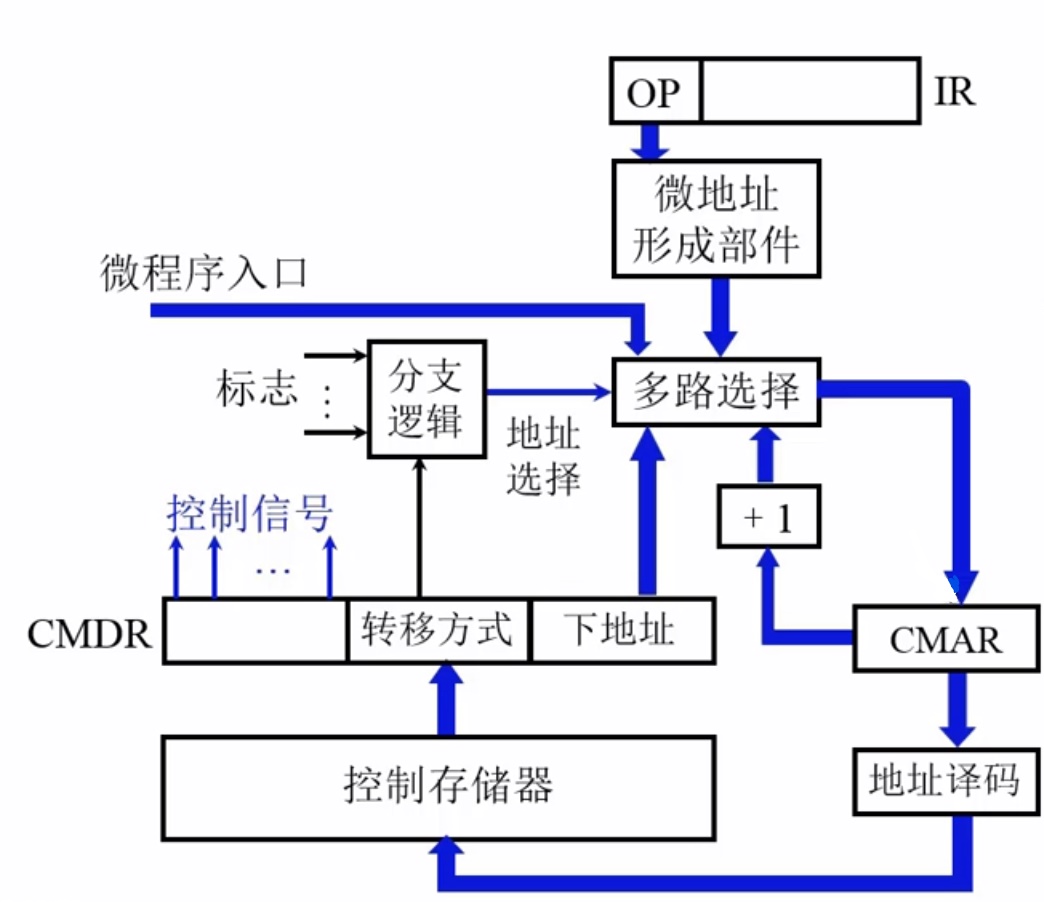 OP
IR
微地址
形成部件
微程序入口
标志
⋮
分支
逻辑
多路选择
地址
选择
控制信号
…
+ 1
CMDR
转移方式
下地址
CMAR
控制存储器
地址译码